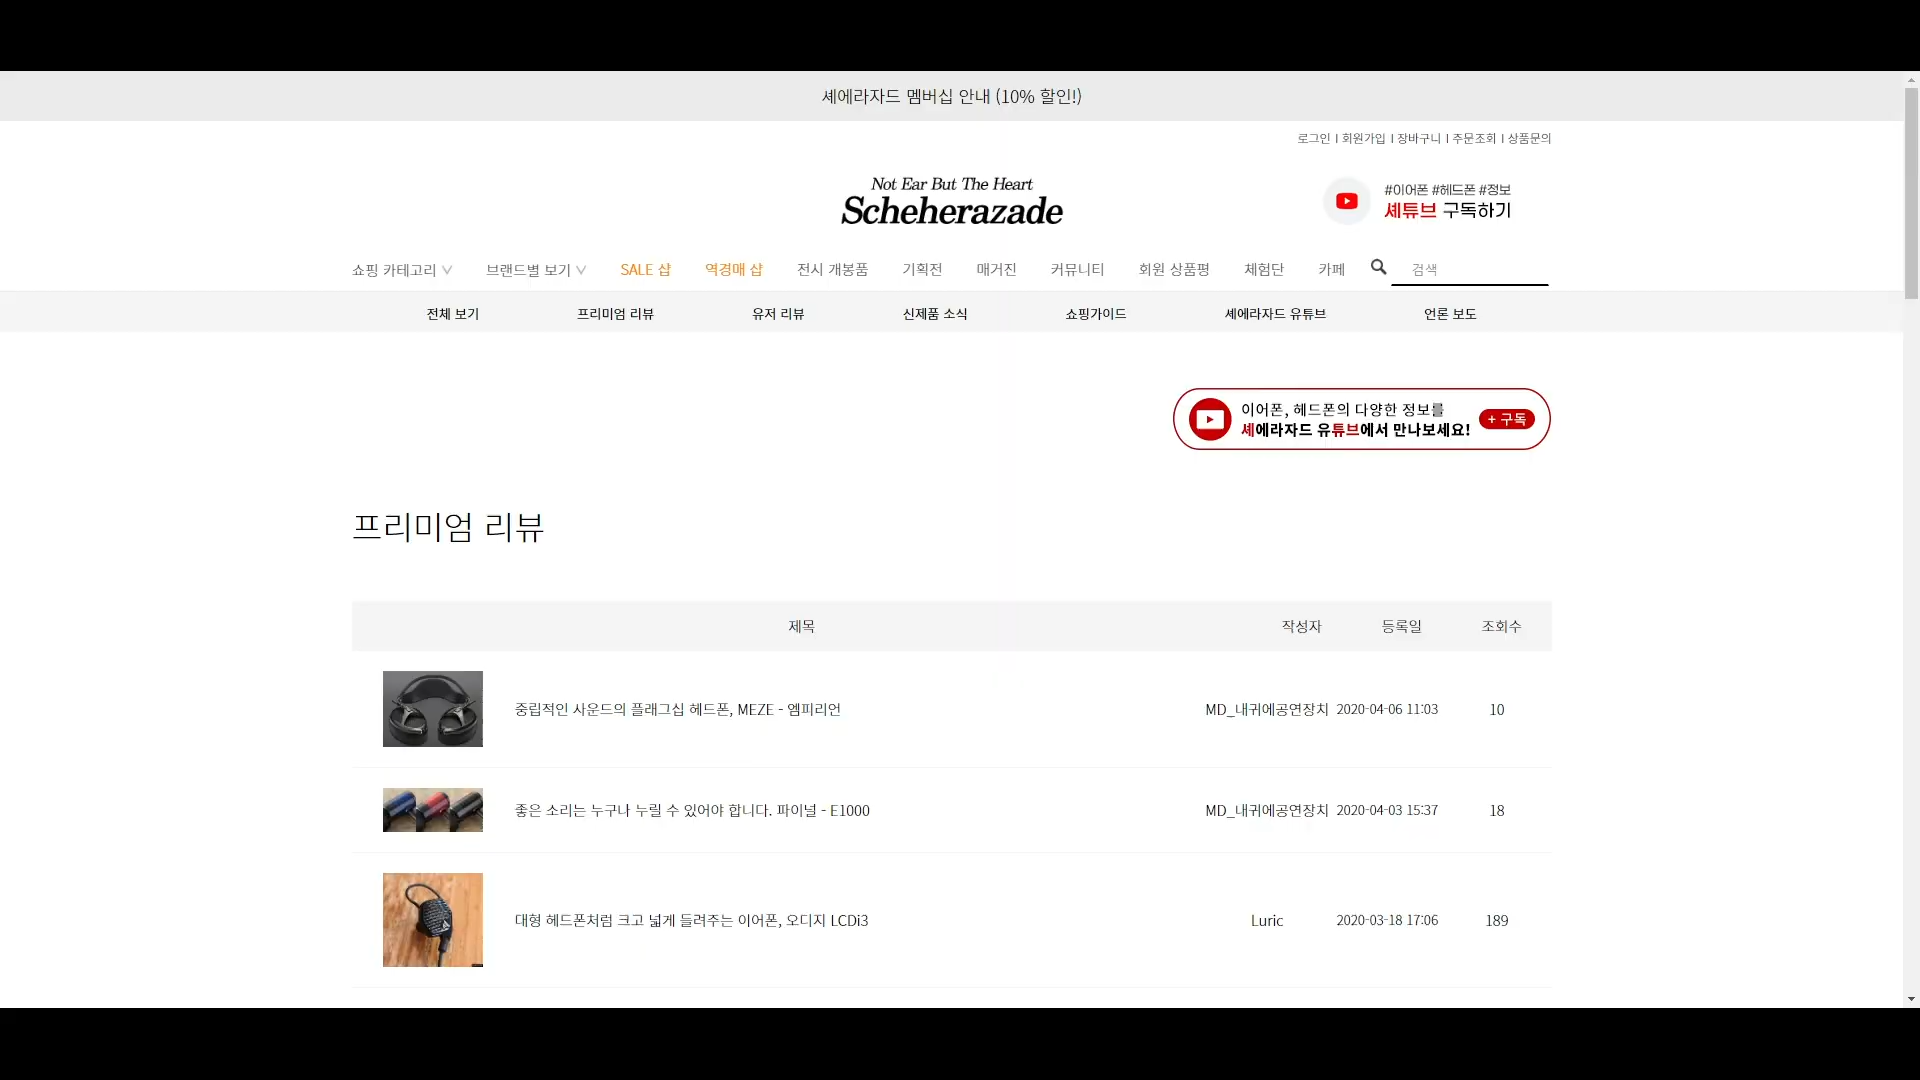 셰에라자드 멤버십 안내 (10% 할인!)
로그인 I 회원가입 I 장바구니 I 주문조회 I 상품문의
Not Ear But The Heart
Scheherazade
#이어폰 #헤드폰 #정보
셰튜브 구독하기
쇼핑 카테고리 브랜드별 보기 SALE 샵 역경매 샵 전시 개봉품 기획전 매거진 커뮤니티 회원 상품평 체험단 카페 검색
전체 보기 프리미엄 리뷰 유저 리뷰 신제품 소식 쇼핑가이드 셰에라자드 유튜브 언론 보도
이어폰, 헤드폰의 다양한 정보를
셰에라자드 유튜브에서 만나보세요!
+ 구독
프리미엄 리뷰
제목 작성자 등록일 조회수
중립적인 사운드의 플래그십 헤드폰, MEZE - 엠피리언 MD_내귀에공연장치 2020-04-06 11:03 10
좋은 소리는 누구나 누릴 수 있어야 합니다. 파이널 - E1000 MD_내귀에공연장치 2020-04-03 15:37 18
대형 헤드폰처럼 크고 넓게 들려주는 이어폰, 오디지 LCDi3 Luric 2020-03-18 17:06 189